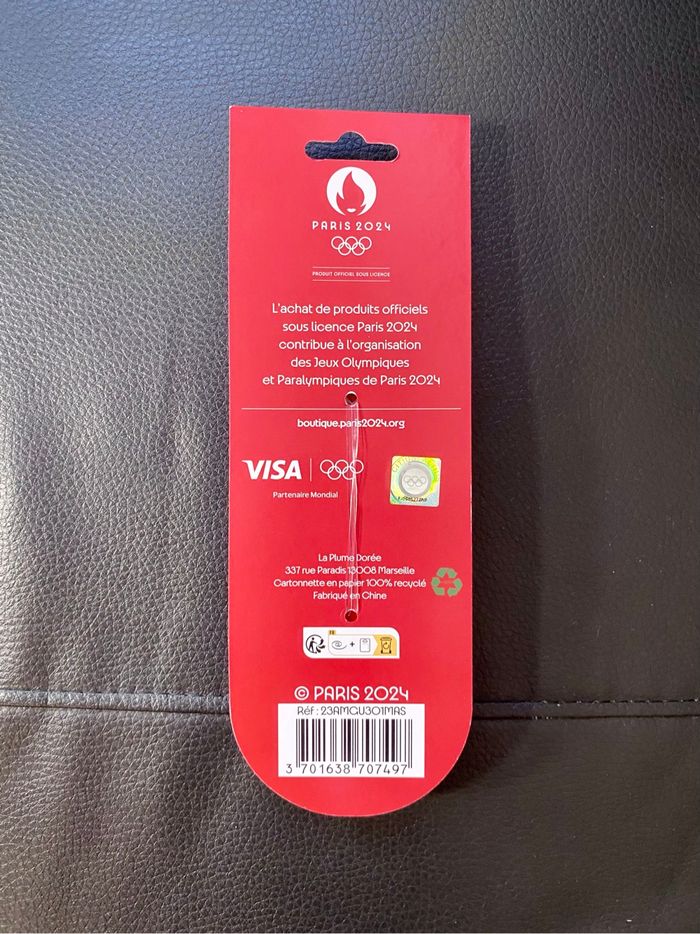 PARIS 2024
PRODUIT OFFICIEL SOUS LICENCE
L'achat de produits officiels
sous licence Paris 2024
contribue à l'organisation
des Jeux Olympiques
et Paralympiques de Paris 2024
boutique.paris2024.org
VISA
Partenaire Mondial
La Plume Dorée
337 rue Paradis 13008 Marseille
Cartonnette en papier 100% recyclé
Fabriqué en Chine
FR
+
© PARIS 2024
Réf : 23AMGU301MAS
3 701638 707497